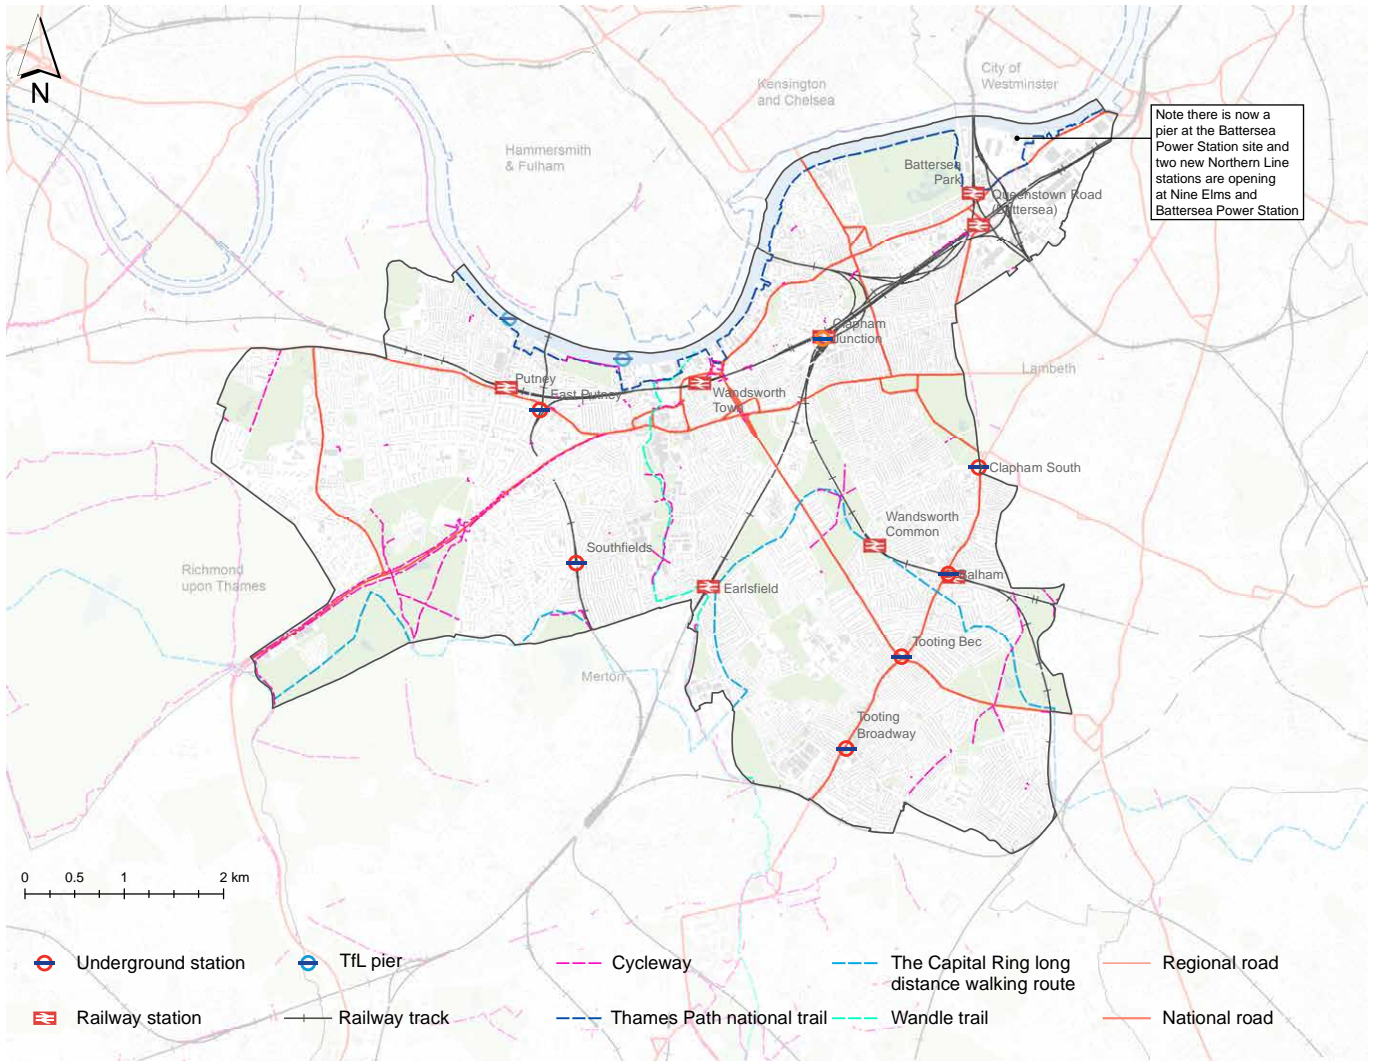 N
City of
Westminster
Kensington
and Chelsea
Note there is now a
pier at the Battersea
Power Station site and
two new Northern Line
stations are opening
at Nine Elms and
Battersea Power Station
Hammersmith
& Fulham
Battersea
Park
Queenstown Road
(Battersea)
Clapham
Junction
Lambeth
Putney
East Putney
Wandsworth
Town
Clapham South
Wandsworth
Common
Southfields
Richmond
upon Thames
Balham
Earlsfield
Tooting Bec
Merton
Tooting
Broadway
0 0.5 1 2 km
Underground station
TfL pier
Cycleway
The Capital Ring long
distance walking route
Regional road
Railway station
Railway track
Thames Path national trail
Wandle trail
National road